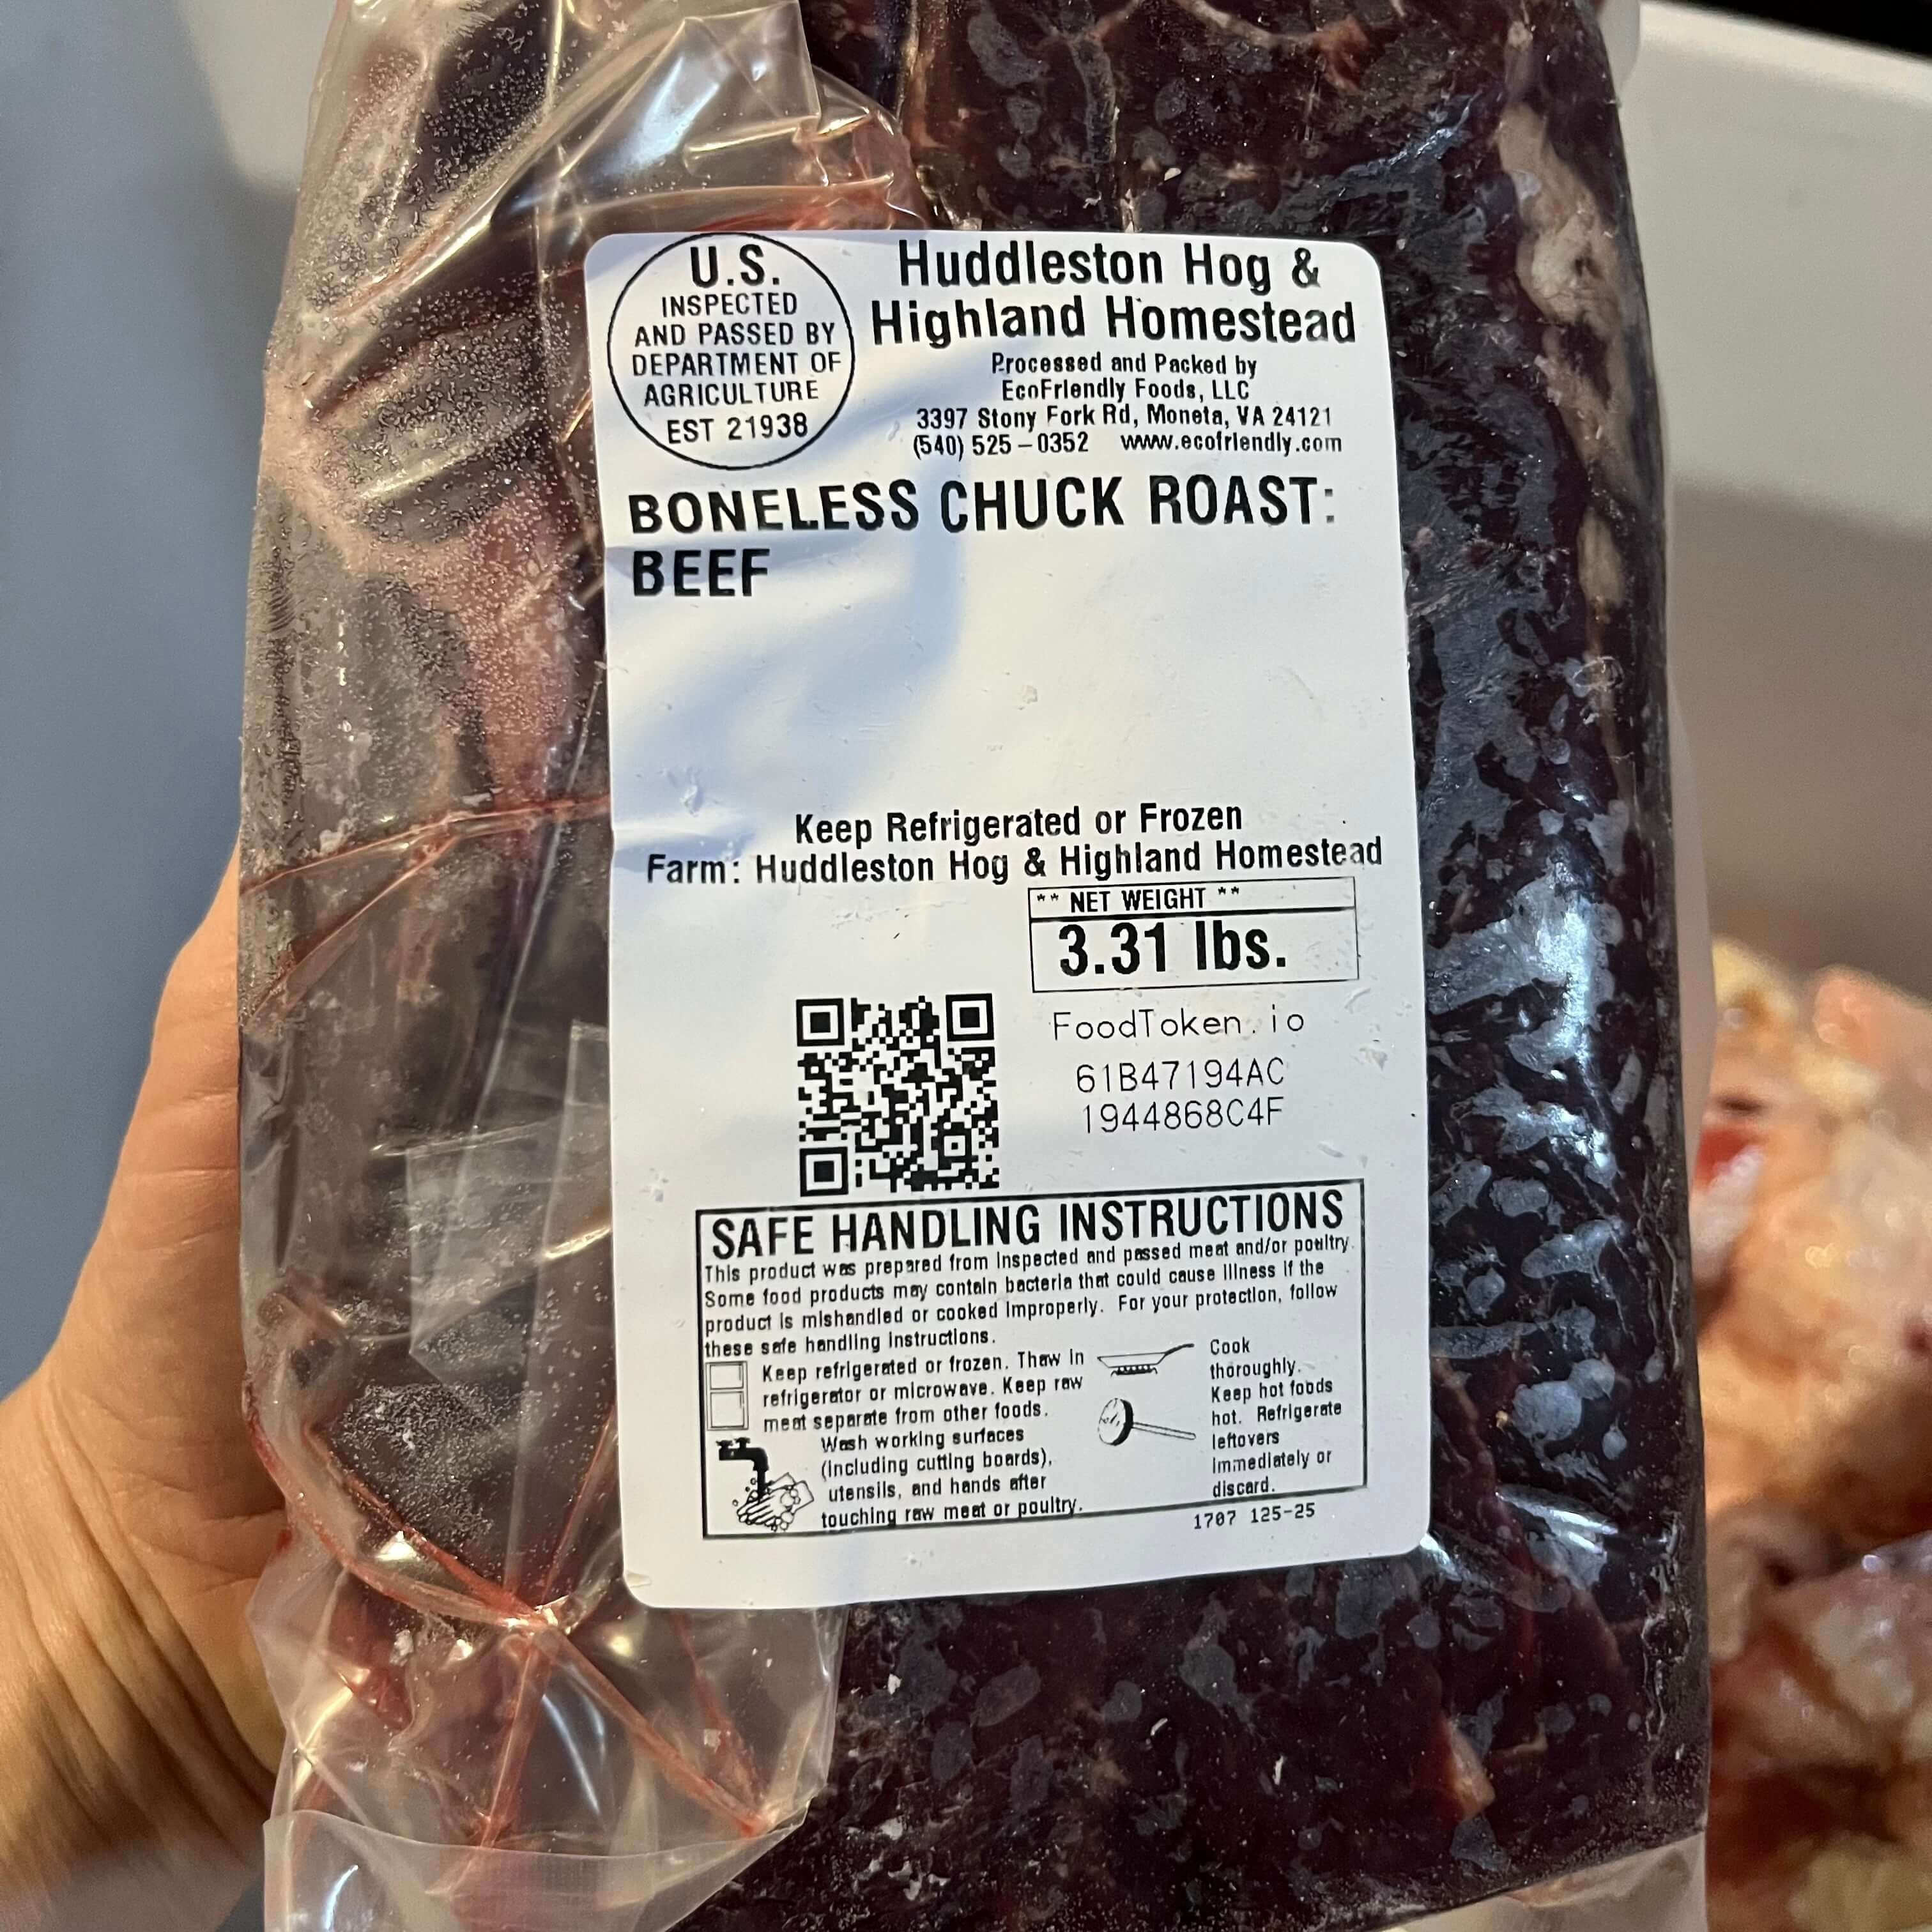 U.S.
INSPECTED
AND PASSED BY
DEPARTMENT OF
AGRICULTURE
EST 21938
Huddleston Hog &
Highland Homestead
Processed and Packed by
EcoFriendly Foods, LLC
3397 Stony Fork Rd, Moneta, VA 24121
(540) 525-0352 www.ecofriendly.com
BONELESS CHUCK ROAST:
BEEF
Keep Refrigerated or Frozen
Farm: Huddleston Hog & Highland Homestead
** NET WEIGHT **
3.31 lbs.
FoodToken.io
61B47194AC
1944868C4F
SAFE HANDLING INSTRUCTIONS
This product was prepared from inspected and passed meat and/or poultry.
Some food products may contain bacteria that could cause illness if the
product is mishandled or cooked improperly. For your protection, follow
these safe handling instructions.
Keep refrigerated or frozen. Thaw in
refrigerator or microwave. Keep raw
meat separate from other foods.
Wash working surfaces
(including cutting boards),
utensils, and hands after
touching raw meat or poultry.
Cook
thoroughly.
Keep hot foods
hot. Refrigerate
leftovers
immediately or
discard.
1707 125-25